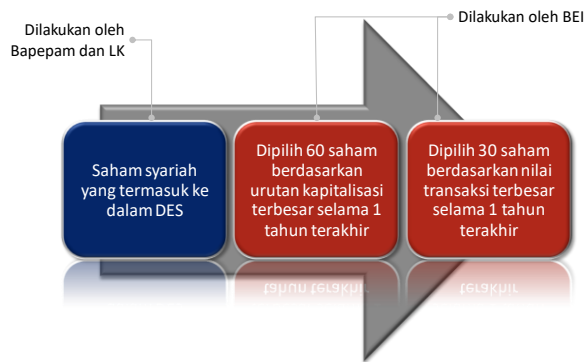 Dilakukan oleh
Bapepam dan LK
Dilakukan oleh BEI
Saham syariah
yang termasuk ke
dalam DES
Dipilih 60 saham
berdasarkan
urutan kapitalisasi
terbesar selama 1
tahun terakhir
Dipilih 30 saham
berdasarkan nilai
transaksi terbesar
selama 1 tahun
terakhir